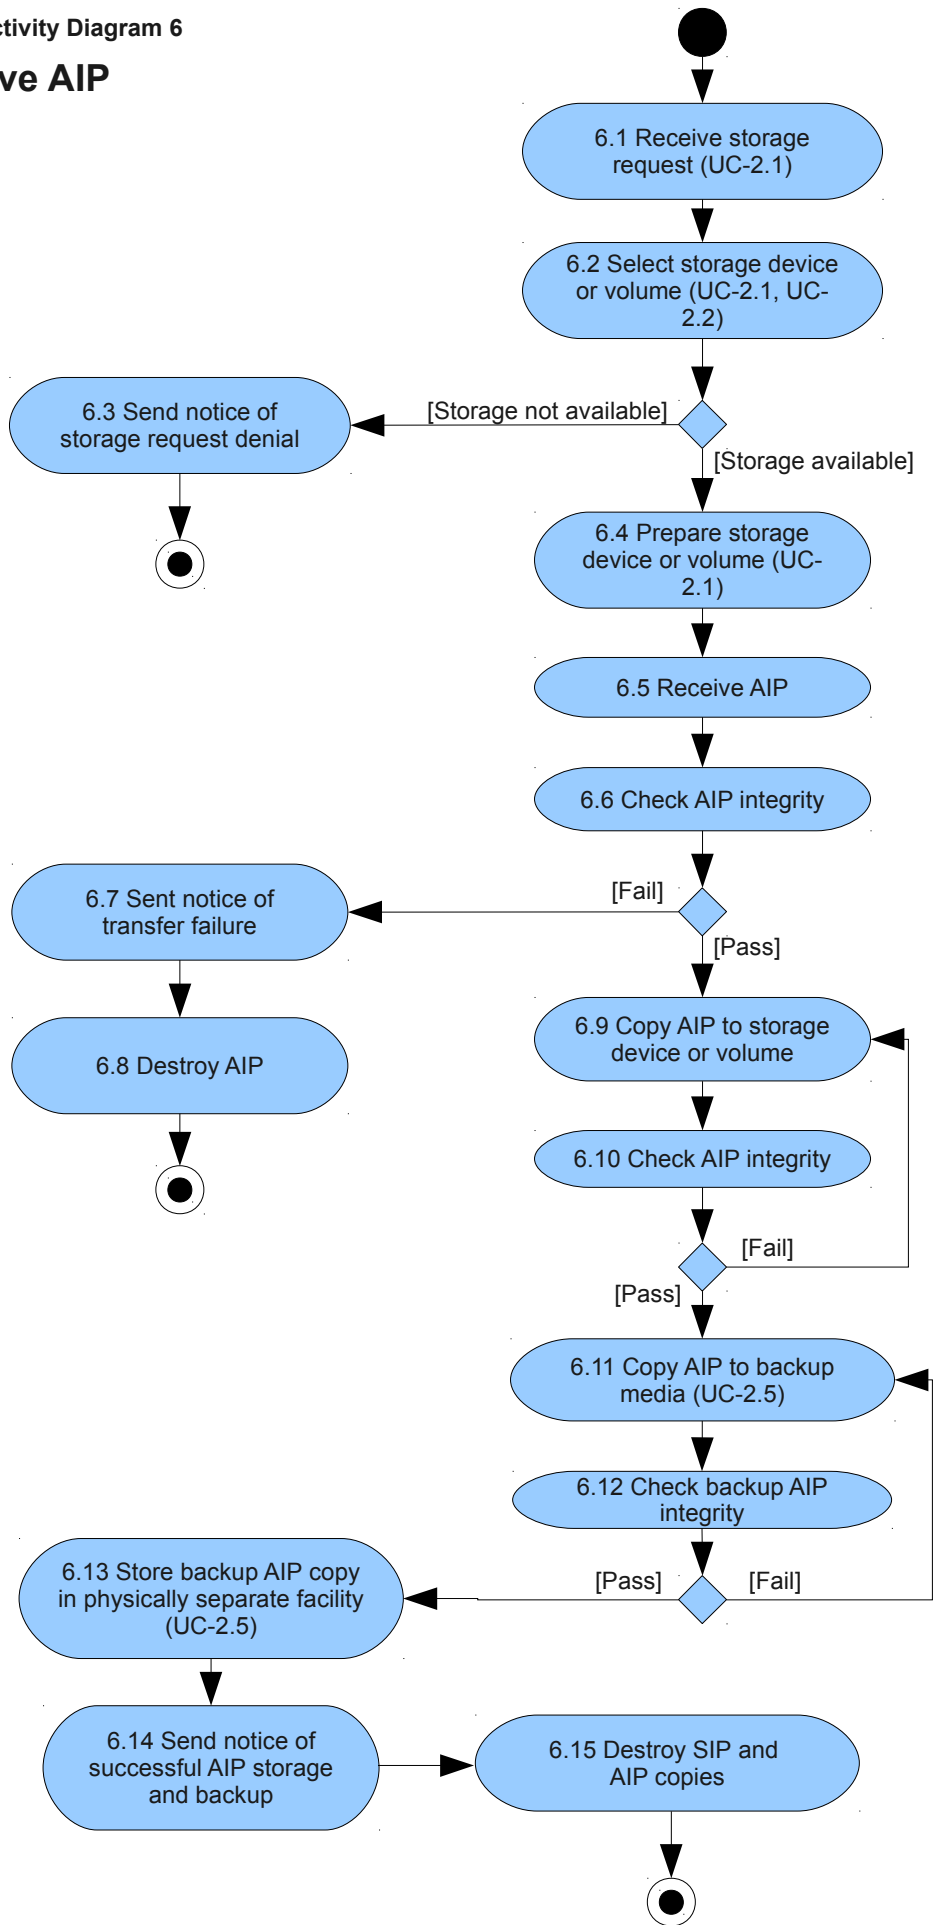 ctivity Diagram 6
ve AIP
6.1 Receive storage
request (UC-2.1)
6.2 Select storage device
or volume (UC-2.1, UC-
2.2)
[Storage not available]
6.3 Send notice of
storage request denial
[Storage available]
6.4 Prepare storage
device or volume (UC-
2.1)
6.5 Receive AIP
6.6 Check AIP integrity
[Fail]
6.7 Sent notice of
transfer failure
[Pass]
6.8 Destroy AIP
6.9 Copy AIP to storage
device or volume
6.10 Check AIP integrity
[Fail]
[Pass]
6.11 Copy AIP to backup
media (UC-2.5)
6.12 Check backup AIP
integrity
[Pass]
[Fail]
6.13 Store backup AIP copy
in physically separate facility
(UC-2.5)
6.14 Send notice of
successful AIP storage
and backup
6.15 Destroy SIP and
AIP copies